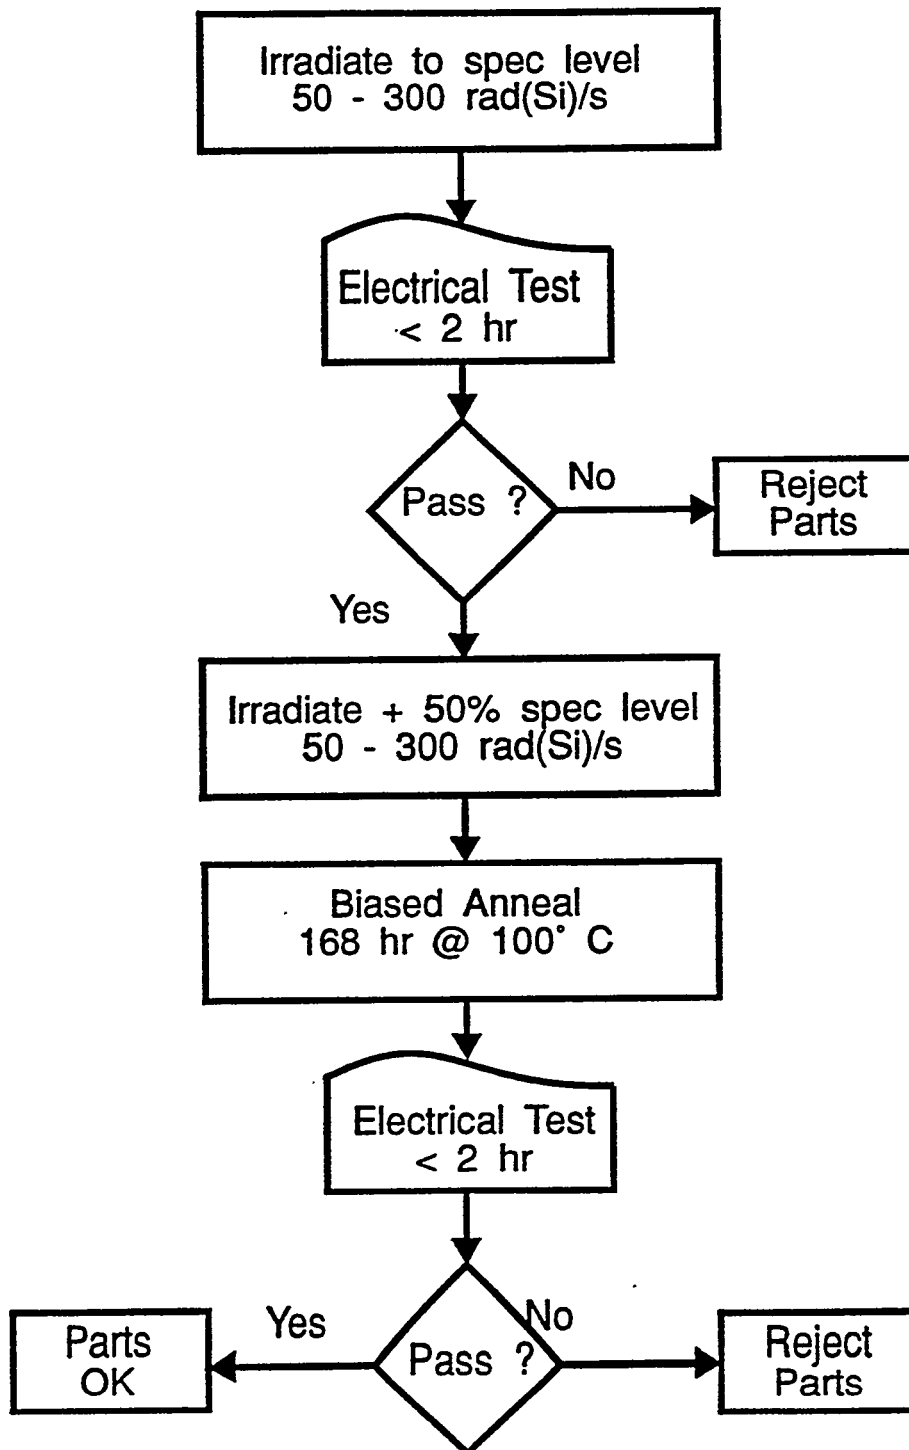 Irradiate to spec level
50 - 300 rad(Si)/s
Electrical Test
< 2 hr
Pass ?
No
Reject
Parts
Yes
Irradiate + 50% spec level
50 - 300 rad(Si)/s
Biased Anneal
168 hr @ 100° C
Electrical Test
< 2 hr
Pass ?
Yes
Parts
OK
No
Reject
Parts